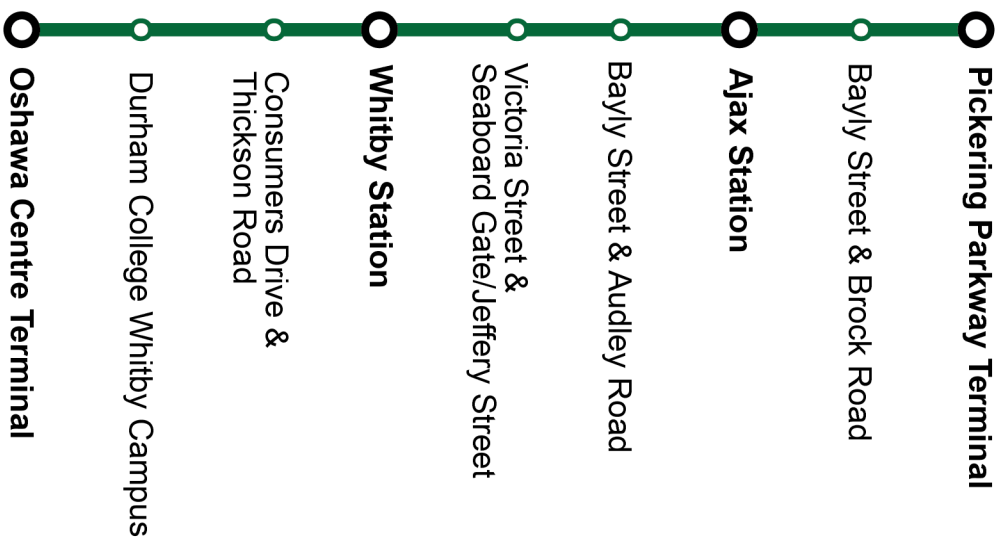 Pickering Parkway Terminal
Bayly Street & Brock Road
Ajax Station
Bayly Street & Audley Road
Victoria Street &
Seaboard Gate/Jeffery Street
Whitby Station
Consumers Drive &
Thickson Road
Durham College Whitby Campus
Oshawa Centre Terminal